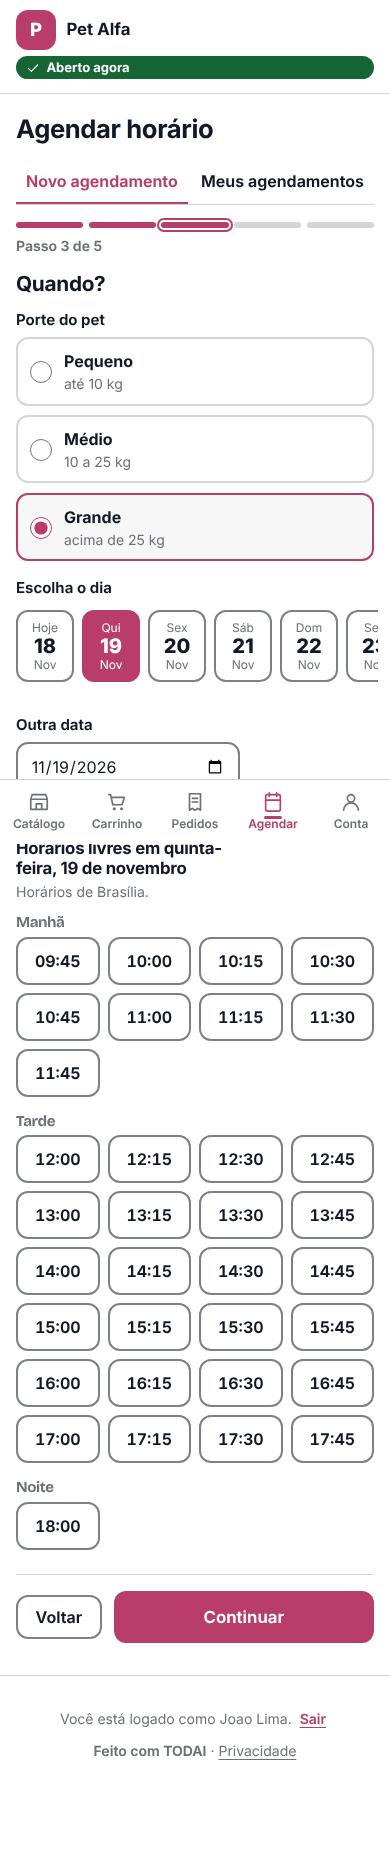 P Pet Alfa
Aberto agora
Agendar horário
Novo agendamento Meus agendamentos
Passo 3 de 5
Quando?
Porte do pet
Pequeno
até 10 kg
Médio
10 a 25 kg
Grande
acima de 25 kg
Escolha o dia
Hoje Qui Sex Sáb Dom Se
18 19 20 21 22 23
Nov Nov Nov Nov Nov No
Outra data
11/19/2026
Catálogo Carrinho Pedidos Agendar Conta
Horários livres em quinta-
feira, 19 de novembro
Horários de Brasília.
Manhã
09:45 10:00 10:15 10:30
10:45 11:00 11:15 11:30
11:45
Tarde
12:00 12:15 12:30 12:45
13:00 13:15 13:30 13:45
14:00 14:15 14:30 14:45
15:00 15:15 15:30 15:45
16:00 16:15 16:30 16:45
17:00 17:15 17:30 17:45
Noite
18:00
Voltar Continuar
Você está logado como Joao Lima. Sair
Feito com TODAI · Privacidade